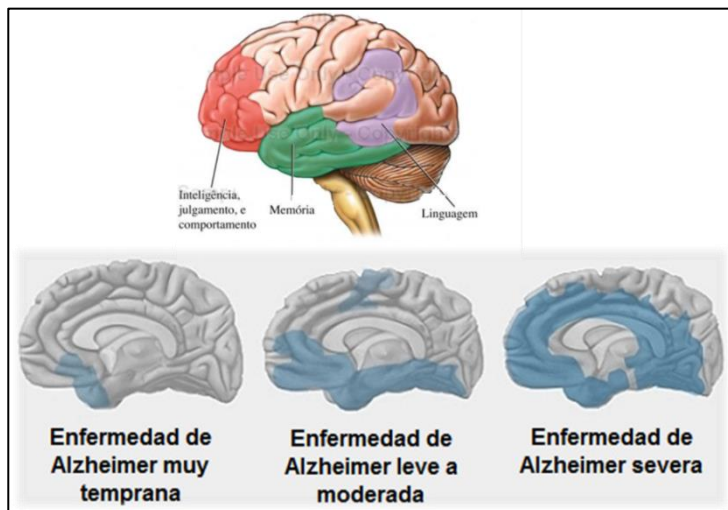 Inteligência,
julgamento, e
comportamento
Memória
Linguagem
Enfermedad de
Alzheimer muy
temprana
Enfermedad de
Alzheimer leve a
moderada
Enfermedad de
Alzheimer severa